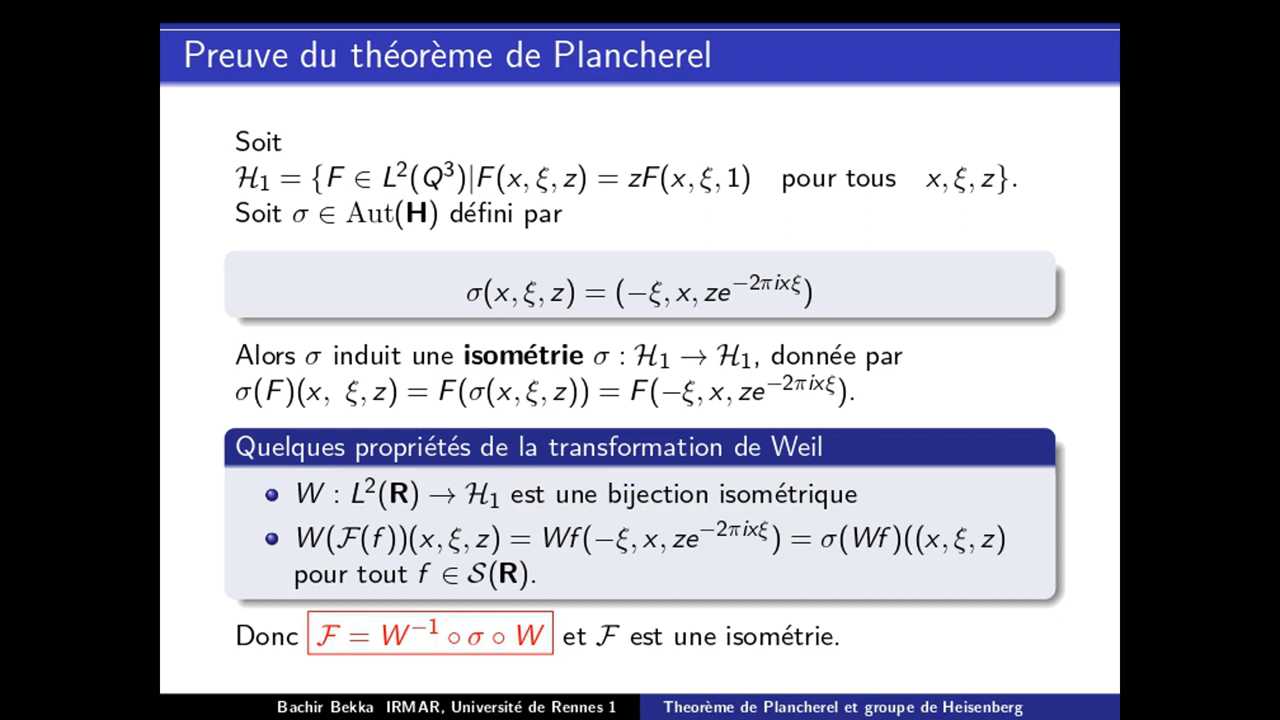 Preuve du théorème de Plancherel
Soit
ℋ₁ = {F ∈ L²(Q³)|F(x, ξ, z) = zF(x, ξ, 1) pour tous x, ξ, z}.
Soit σ ∈ Aut(H) défini par
σ(x, ξ, z) = (−ξ, x, ze^{−2πixξ})
Alors σ induit une isométrie σ : ℋ₁ → ℋ₁, donnée par
σ(F)(x, ξ, z) = F(σ(x, ξ, z)) = F(−ξ, x, ze^{−2πixξ}).
Quelques propriétés de la transformation de Weil
W : L²(R) → ℋ₁ est une bijection isométrique
W(ℱ(f))(x, ξ, z) = Wf(−ξ, x, ze^{−2πixξ}) = σ(Wf)((x, ξ, z)
pour tout f ∈ 𝒮(R).
Donc ℱ = W⁻¹ ∘ σ ∘ W et ℱ est une isométrie.
Bachir Bekka IRMAR, Université de Rennes 1
Theorème de Plancherel et groupe de Heisenberg